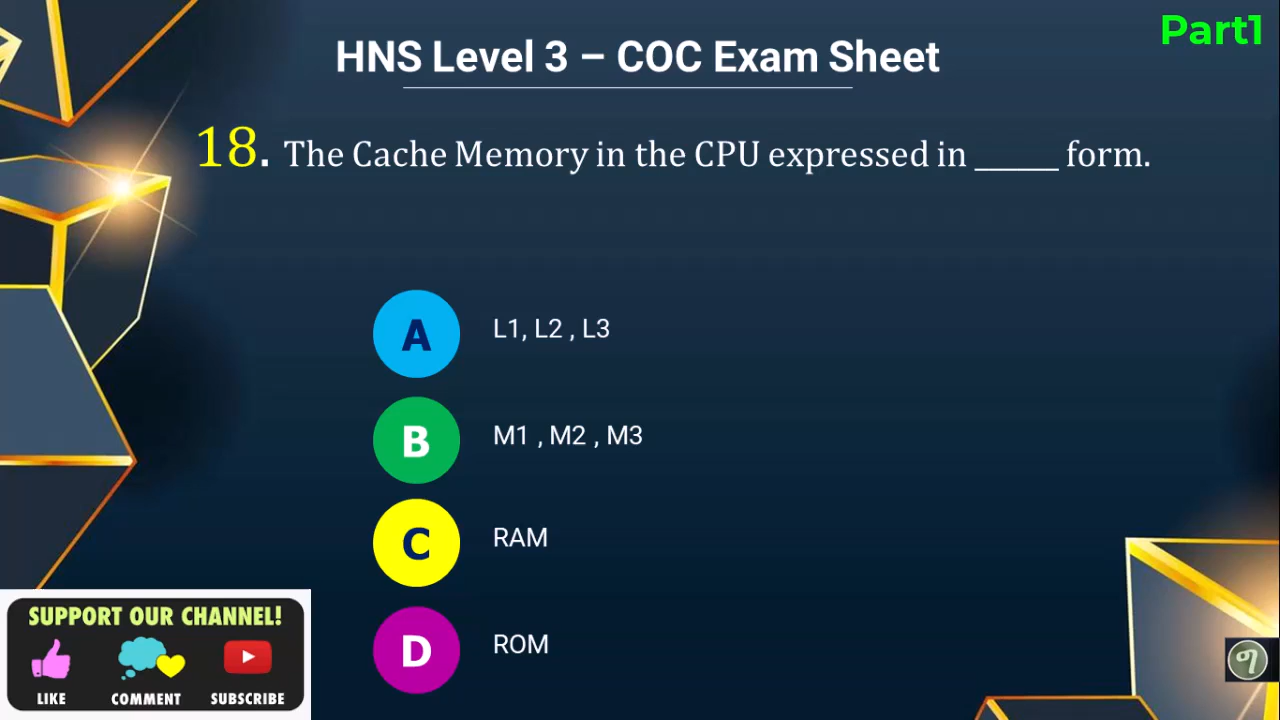 Part1
HNS Level 3 – COC Exam Sheet
18. The Cache Memory in the CPU expressed in ______ form.
A L1, L2 , L3
B M1 , M2 , M3
C RAM
D ROM
SUPPORT OUR CHANNEL!
LIKE COMMENT SUBSCRIBE